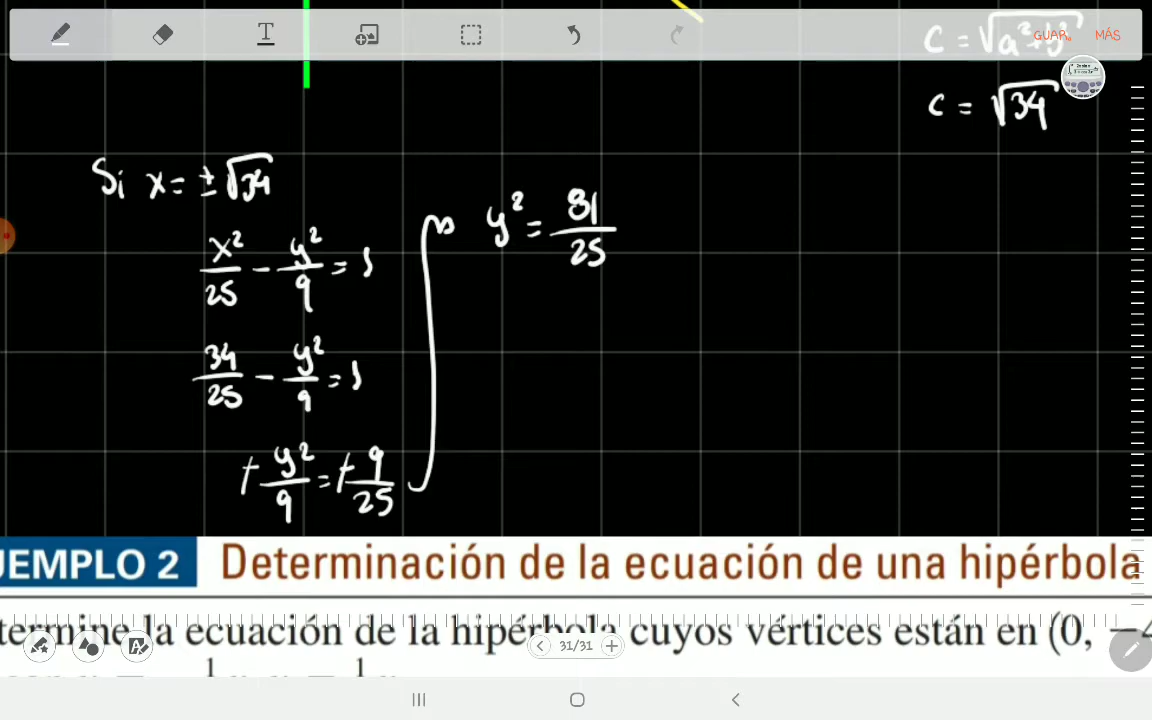 T
GUAR.
MÁS
C = √a²+b²
C = √34
Si x = ±√34
x²/25 - y²/9 = 1
34/25 - y²/9 = 1
+ y²/9 = + 9/25
y² = 81/25
JEMPLO 2 Determinación de la ecuación de una hipérbola
termine la ecuación de la hipérbola cuyos vértices están en (0, −4
31/31